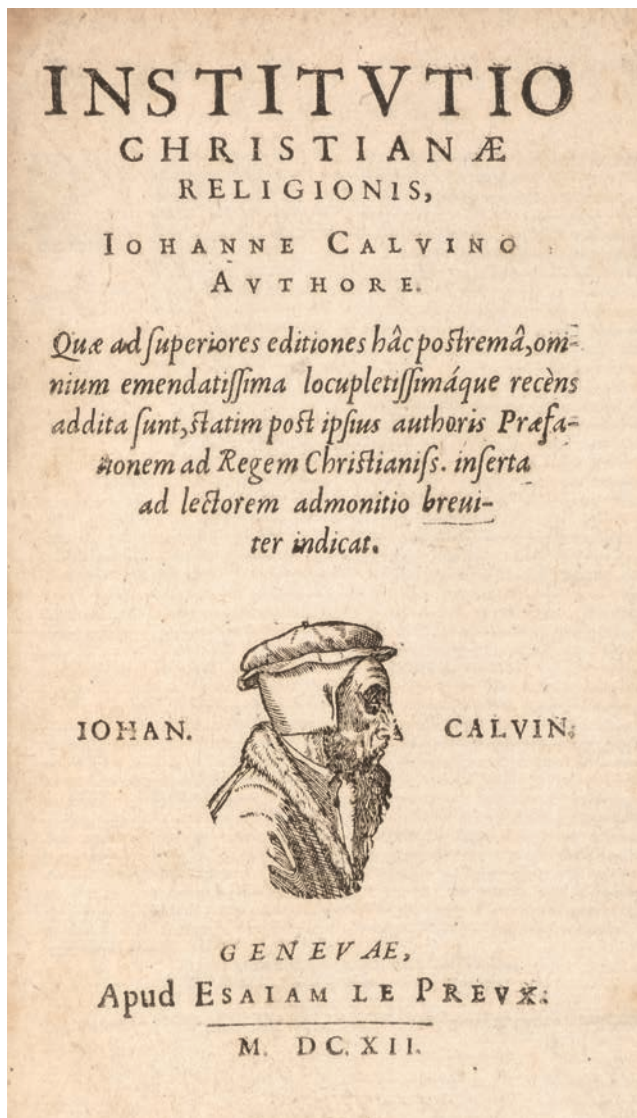 INSTITVTIO
CHRISTIANÆ
RELIGIONIS,
IOHANNE CALVINO
AVTHORE.
Quæ ad ſuperiores editiones hâc poſtremâ, om-
nium emendatiſſima locupletiſſimáque recèns
addita ſunt, ſtatim poſt ipſius authoris Præfa-
tionem ad Regem Chriſtianiſſ. inſerta
ad lectorem admonitio breui-
ter indicat.
IOHAN. CALVIN.
GENEVAE,
Apud ESAIAM LE PREVX.
M. DC. XII.